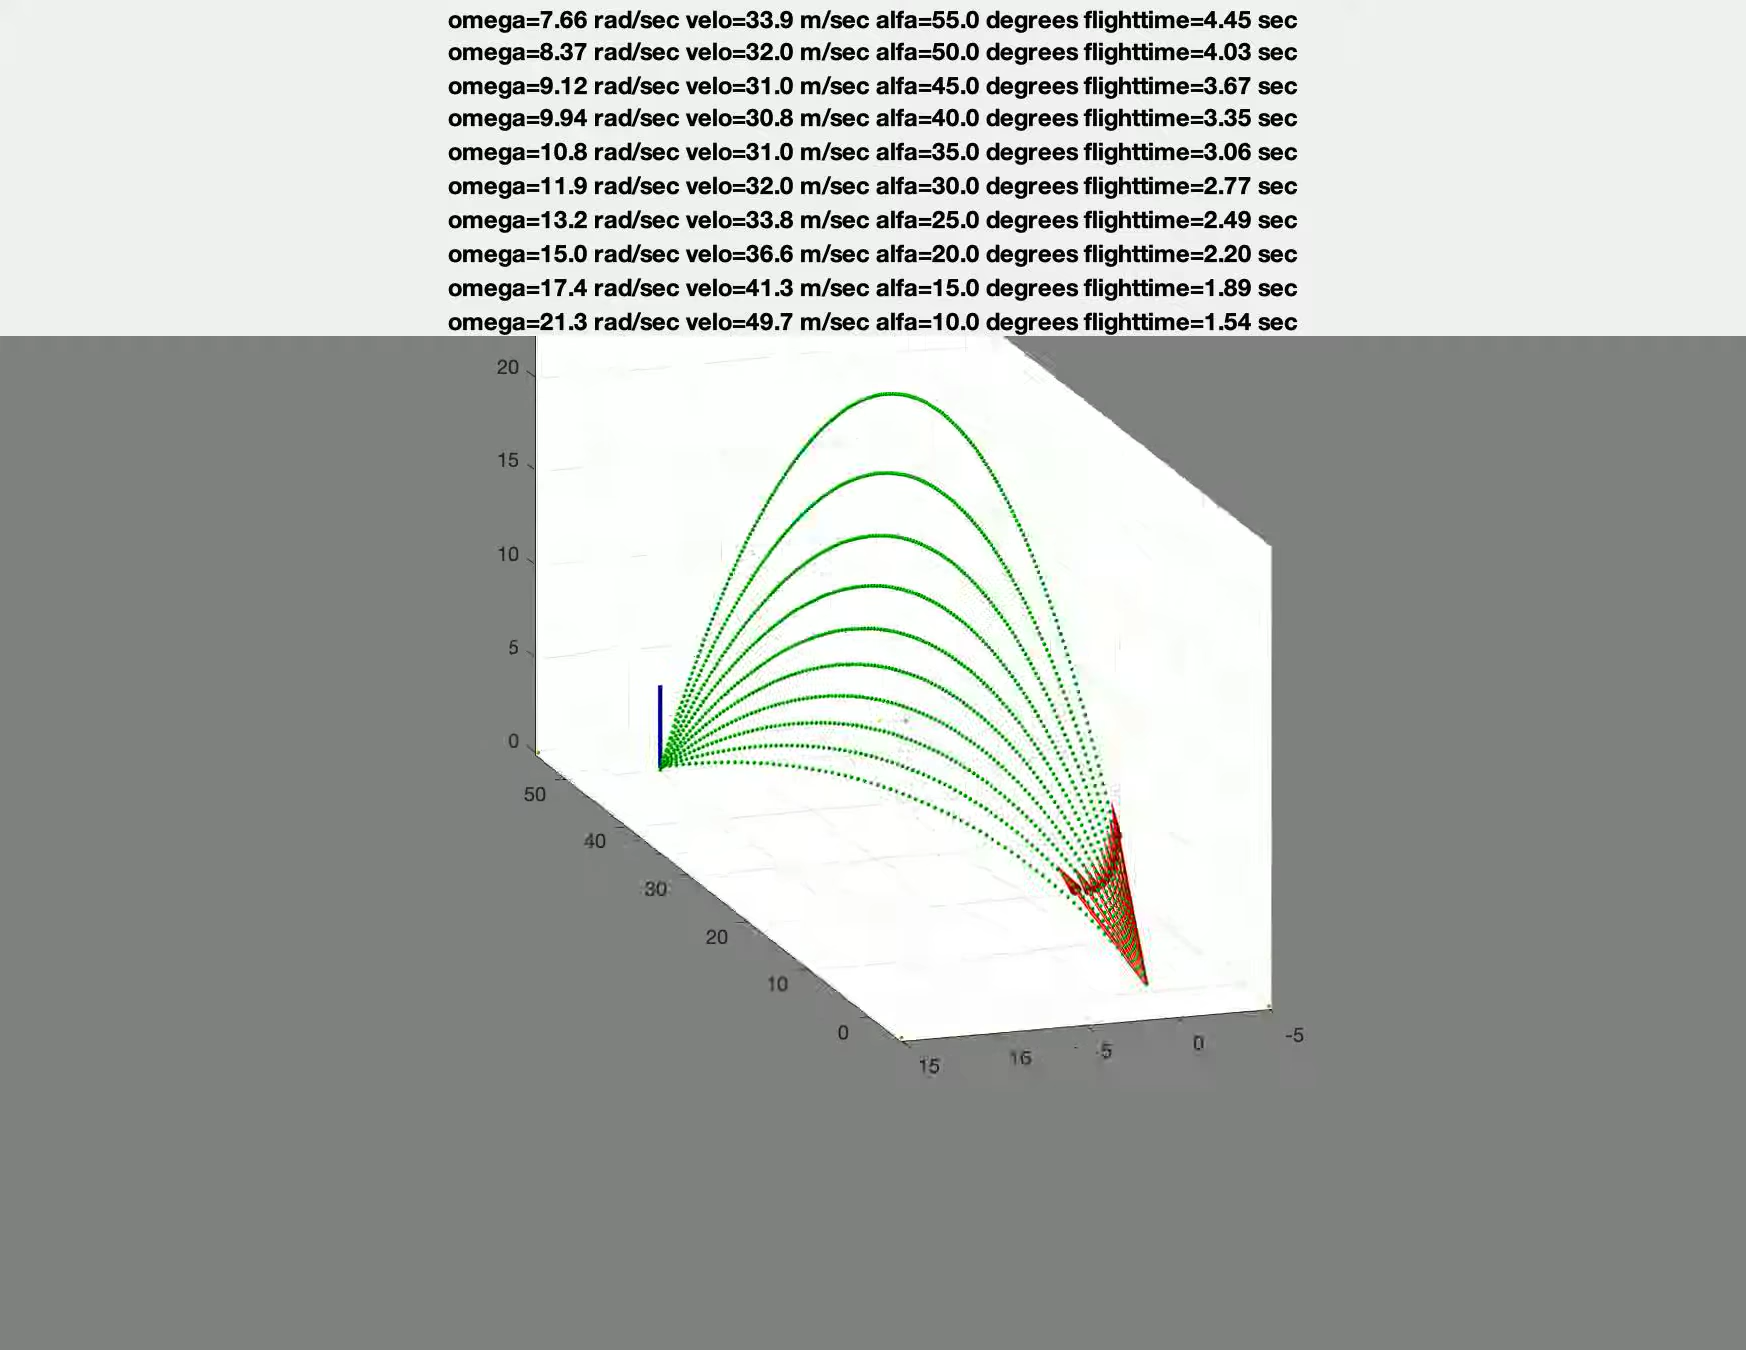 omega=7.66 rad/sec velo=33.9 m/sec alfa=55.0 degrees flighttime=4.45 sec
omega=8.37 rad/sec velo=32.0 m/sec alfa=50.0 degrees flighttime=4.03 sec
omega=9.12 rad/sec velo=31.0 m/sec alfa=45.0 degrees flighttime=3.67 sec
omega=9.94 rad/sec velo=30.8 m/sec alfa=40.0 degrees flighttime=3.35 sec
omega=10.8 rad/sec velo=31.0 m/sec alfa=35.0 degrees flighttime=3.06 sec
omega=11.9 rad/sec velo=32.0 m/sec alfa=30.0 degrees flighttime=2.77 sec
omega=13.2 rad/sec velo=33.8 m/sec alfa=25.0 degrees flighttime=2.49 sec
omega=15.0 rad/sec velo=36.6 m/sec alfa=20.0 degrees flighttime=2.20 sec
omega=17.4 rad/sec velo=41.3 m/sec alfa=15.0 degrees flighttime=1.89 sec
omega=21.3 rad/sec velo=49.7 m/sec alfa=10.0 degrees flighttime=1.54 sec
20
15
10
5
0
50
40
30
20
10
0
15
16
5
0
-5